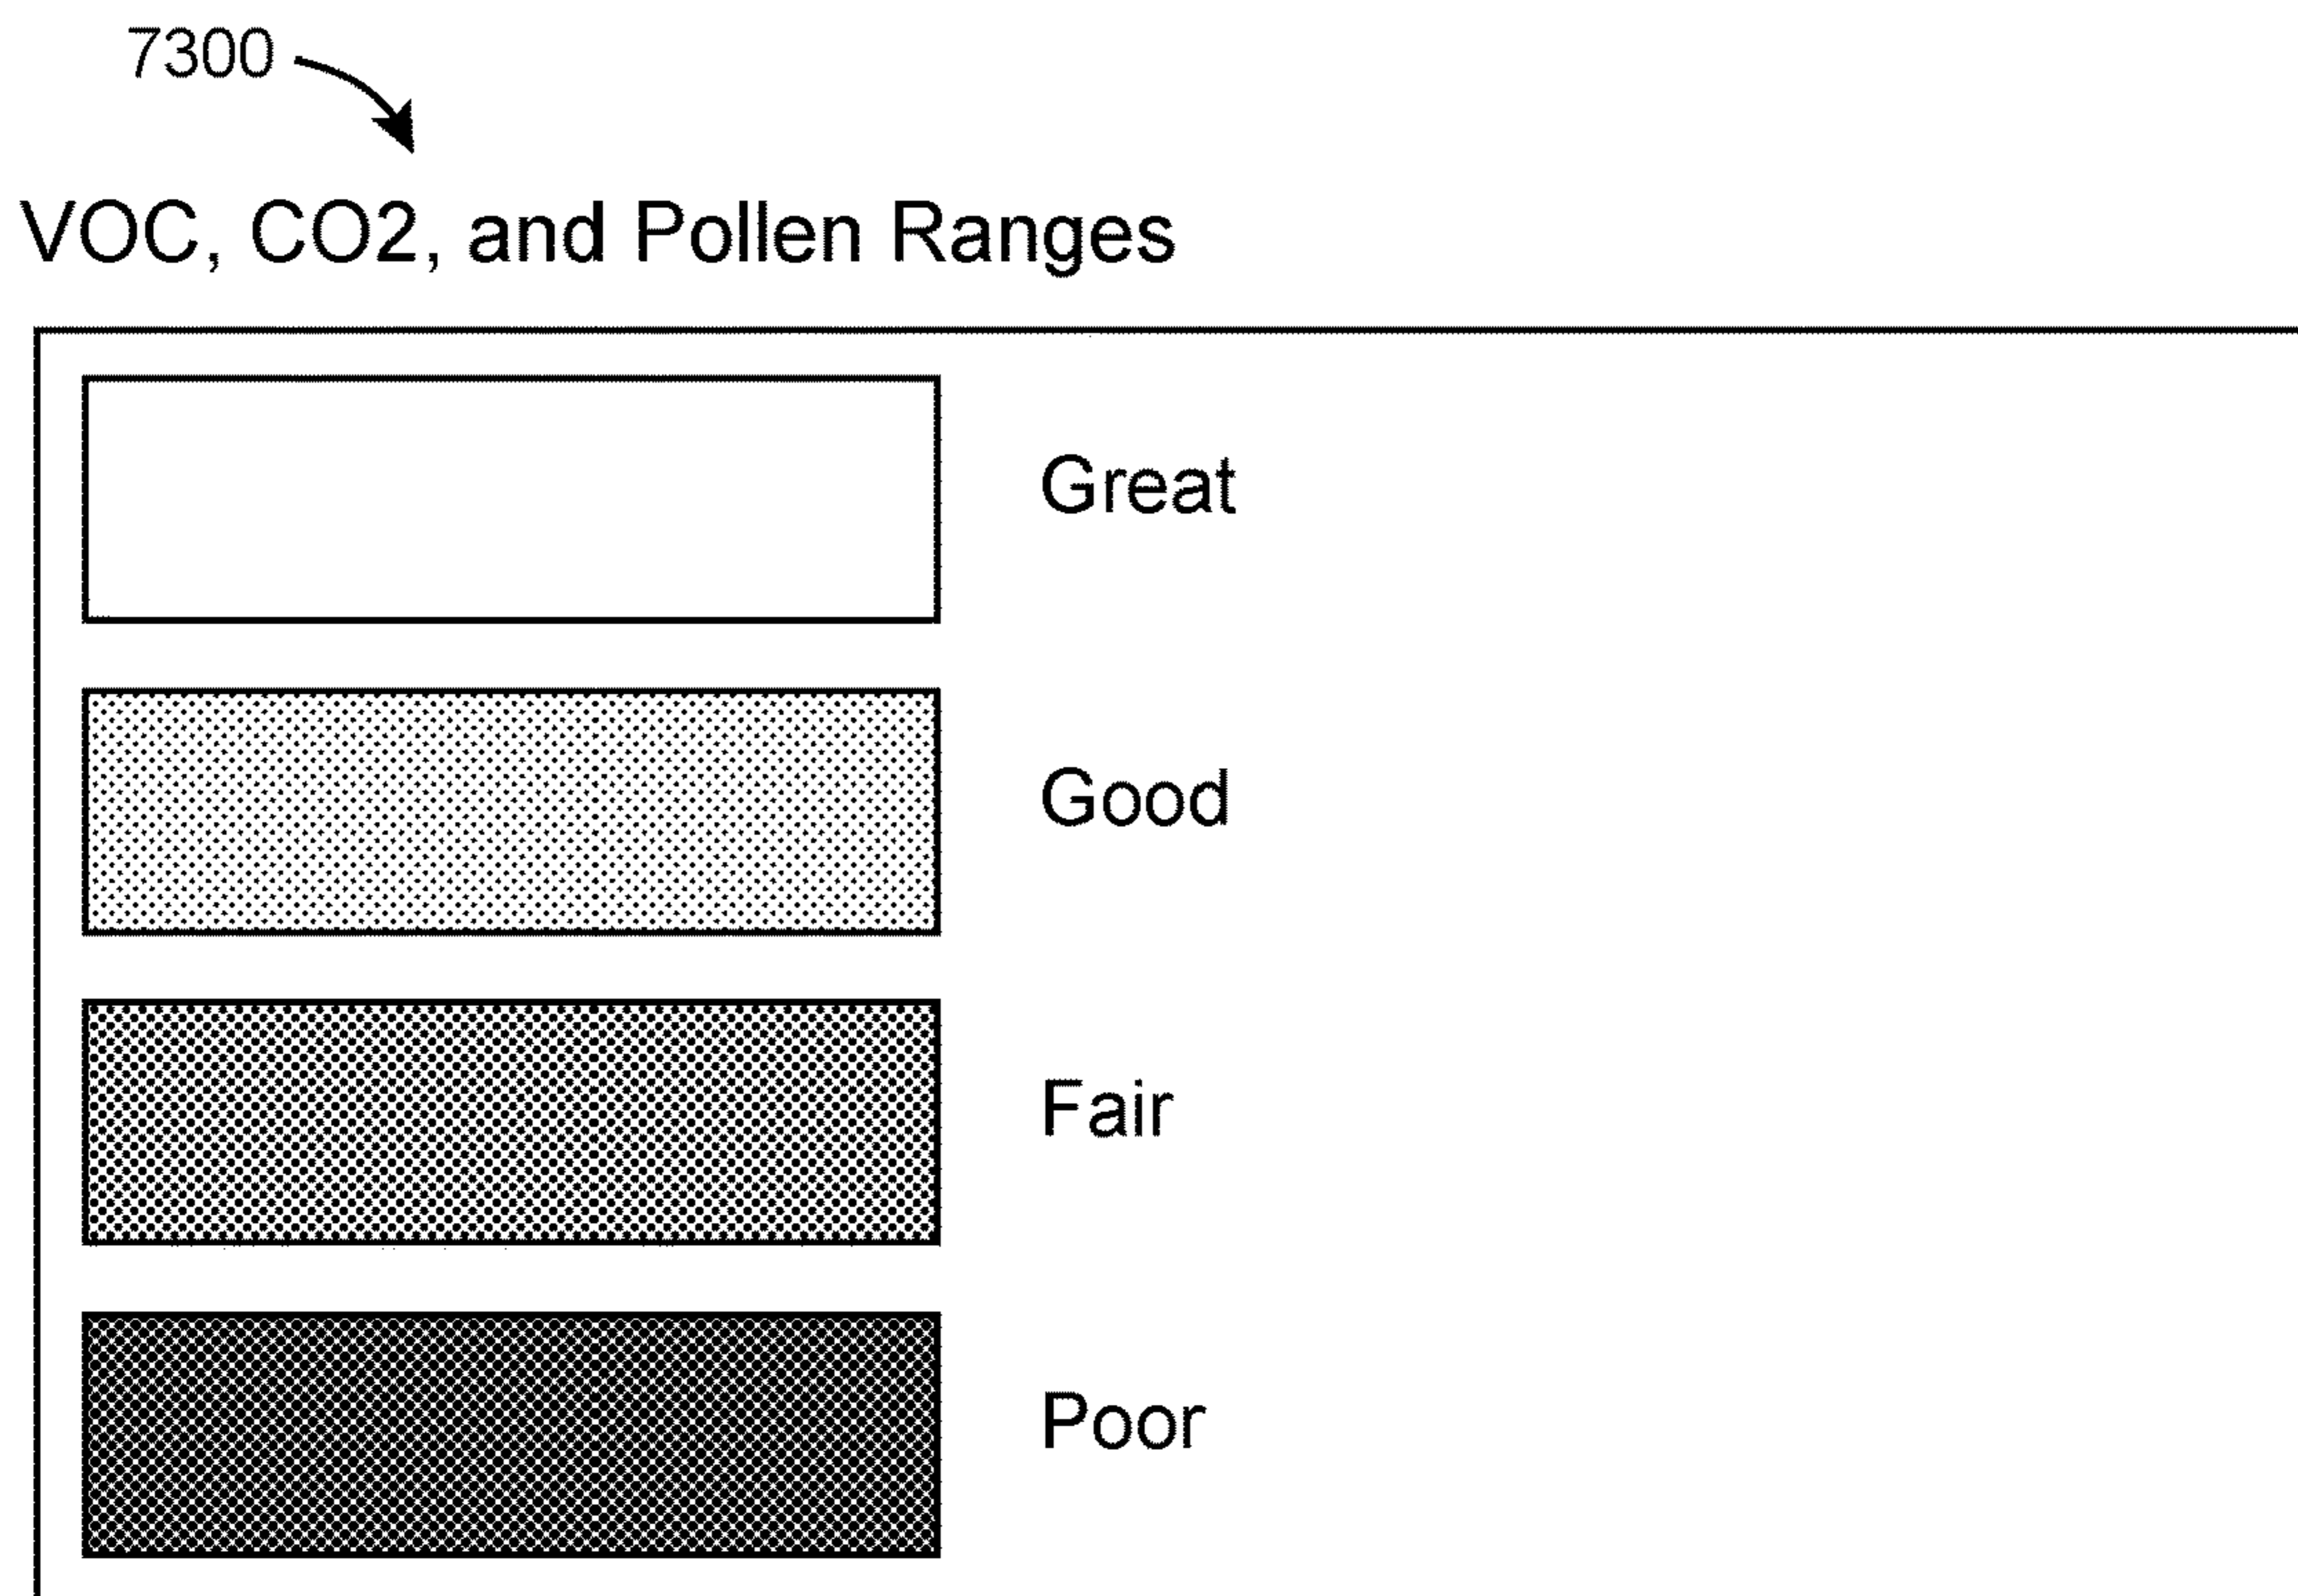 7300
VOC, CO2, and Pollen Ranges
Great
Good
Fair
Poor